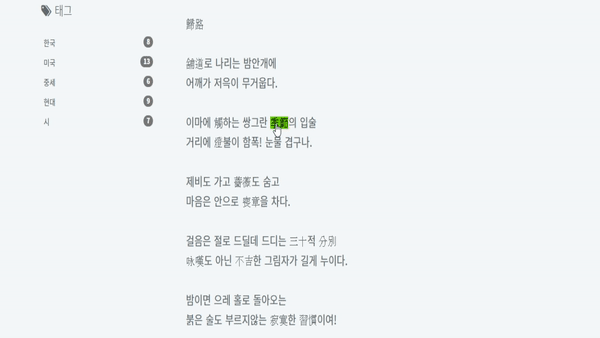 태그
한국 8
미국 13
중세 6
현대 9
시 7
歸路
鋪道로 나리는 밤안개에
어깨가 저윽이 무거웁다.
이마에 觸하는 쌍그란 季節의 입술
거리에 燈불이 함폭! 눈물 겹구나.
제비도 가고 薔薇도 숨고
마음은 안으로 喪章을 차다.
걸음은 절로 드딜데 드디는 三十적 分別
咏嘆도 아닌 不吉한 그림자가 길게 누이다.
밤이면 으레 홀로 돌아오는
붉은 술도 부르지않는 寂寞한 習慣이여!